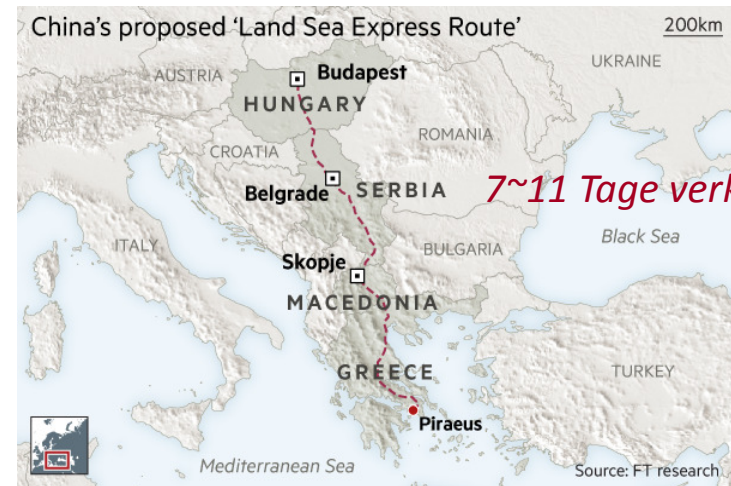 China's proposed 'Land Sea Express Route'
200km
UKRAINE
AUSTRIA
Budapest
HUNGARY
ROMANIA
CROATIA
Belgrade
SERBIA
7~11 Tage
ITALY
BULGARIA
Black Sea
Skopje
MACEDONIA
GREECE
TURKEY
Piraeus
Mediterranean Sea
Source: FT research